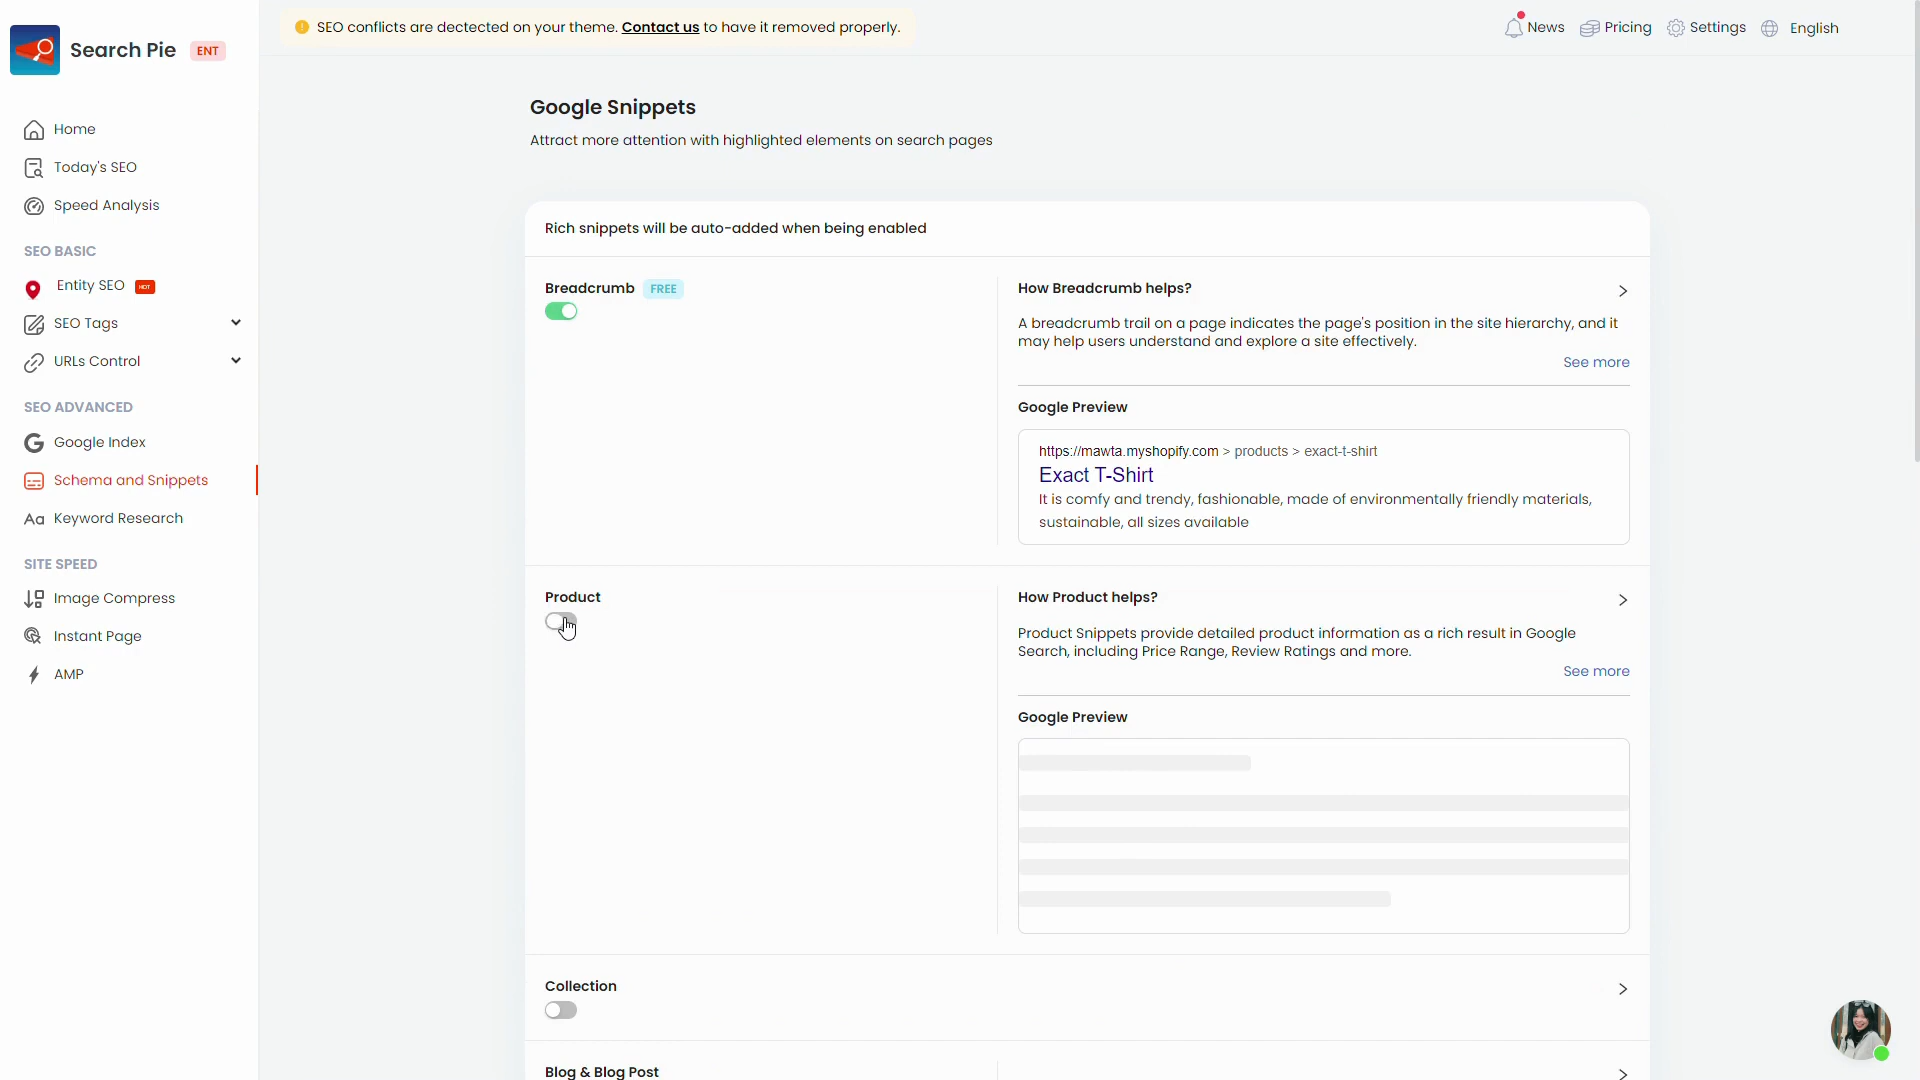 SEO conflicts are dectected on your theme. Contact us to have it removed properly.
News
Pricing
Settings
English
Search Pie
ENT
Home
Today's SEO
Speed Analysis
SEO BASIC
Entity SEO
HOT
SEO Tags
URLs Control
SEO ADVANCED
Google Index
Schema and Snippets
Aa Keyword Research
SITE SPEED
Image Compress
Instant Page
AMP
Google Snippets
Attract more attention with highlighted elements on search pages
Rich snippets will be auto-added when being enabled
Breadcrumb
FREE
How Breadcrumb helps?
A breadcrumb trail on a page indicates the page's position in the site hierarchy, and it
may help users understand and explore a site effectively.
See more
Google Preview
https://mawta.myshopify.com > products > exact-t-shirt
Exact T-Shirt
It is comfy and trendy, fashionable, made of environmentally friendly materials,
sustainable, all sizes available
Product
How Product helps?
Product Snippets provide detailed product information as a rich result in Google
Search, including Price Range, Review Ratings and more.
See more
Google Preview
Collection
Blog & Blog Post